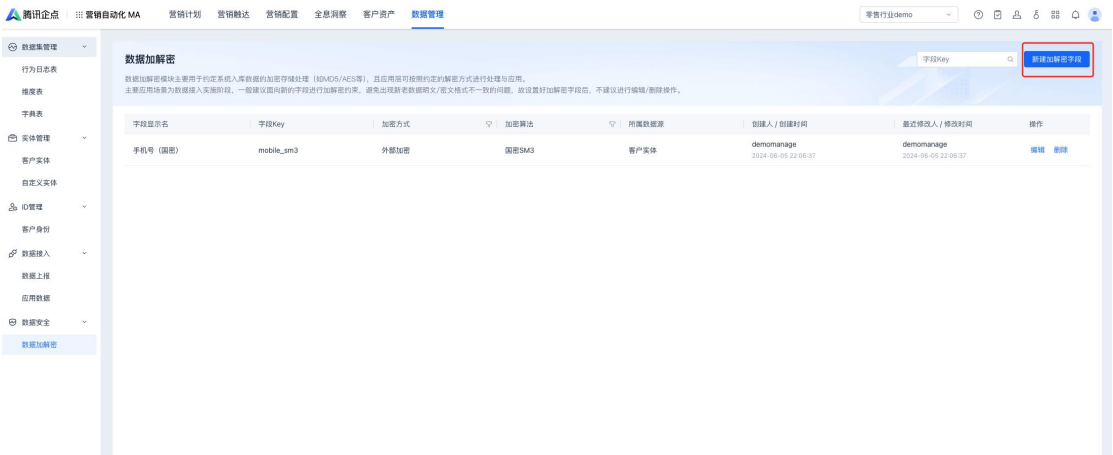 腾讯企点 营销自动化 MA 营销计划 营销触达 营销配置 全息洞察 客户资产 数据管理 零售行业demo
数据集管理
行为日志表
维度表
字典表
实体管理
客户实体
自定义实体
ID管理
客户身份
数据接入
数据上报
应用数据
数据安全
数据加解密
数据加解密
字段Key
新建加解密字段
数据加解密模块主要用于约定系统入库数据的加密存储处理（如MD5/AES等），且应用层可按照约定的解密方式进行处理与应用。
主要应用场景为数据接入实施阶段，一般建议面向新的字段进行加解密约束，避免出现新老数据明文/密文格式不一致的问题，故设置好加解密字段后，不建议进行编辑/删除操作。
字段显示名 字段Key 加密方式 加密算法 所属数据源 创建人 / 创建时间 最近修改人 / 修改时间 操作
手机号（国密） mobile_sm3 外部加密 国密SM3 客户实体 demomanage demomanage 编辑 删除
2024-06-05 22:06:37 2024-06-05 22:06:37